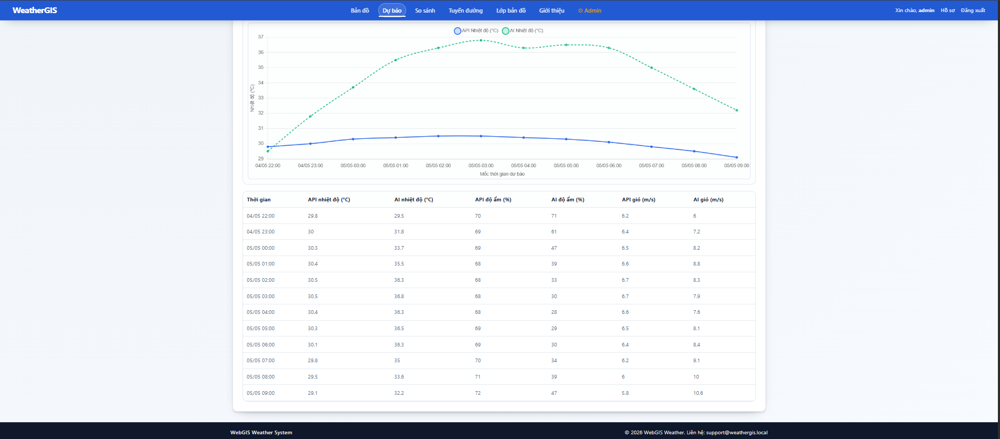 WeatherGIS Bản đồ Dự báo So sánh Tuyến đường Lớp bản đồ Giới thiệu ⚙ Admin Xin chào, admin Hồ sơ Đăng xuất
API Nhiệt độ (°C) AI Nhiệt độ (°C)
37
36
35
34
33
32
31
30
29
Nhiệt độ (°C)
04/05 22:00 04/05 23:00 05/05 00:00 05/05 01:00 05/05 02:00 05/05 03:00 05/05 04:00 05/05 05:00 05/05 06:00 05/05 07:00 05/05 08:00 05/05 09:00
Mốc thời gian dự báo
Thời gian API nhiệt độ (°C) AI nhiệt độ (°C) API độ ẩm (%) AI độ ẩm (%) API gió (m/s) AI gió (m/s)
04/05 22:00 29.8 29.5 70 71 6.2 6
04/05 23:00 30 31.8 69 61 6.4 7.2
05/05 00:00 30.3 33.7 69 47 6.5 8.2
05/05 01:00 30.4 35.5 68 39 6.6 8.8
05/05 02:00 30.5 36.3 68 33 6.7 8.3
05/05 03:00 30.5 36.8 68 30 6.7 7.9
05/05 04:00 30.4 36.3 68 28 6.6 7.6
05/05 05:00 30.3 36.5 69 29 6.5 8.1
05/05 06:00 30.1 36.3 69 30 6.4 8.4
05/05 07:00 29.8 35 70 34 6.2 9.1
05/05 08:00 29.5 33.6 71 39 6 10
05/05 09:00 29.1 32.2 72 47 5.8 10.6
WebGIS Weather System © 2026 WebGIS Weather. Liên hệ: support@weathergis.local